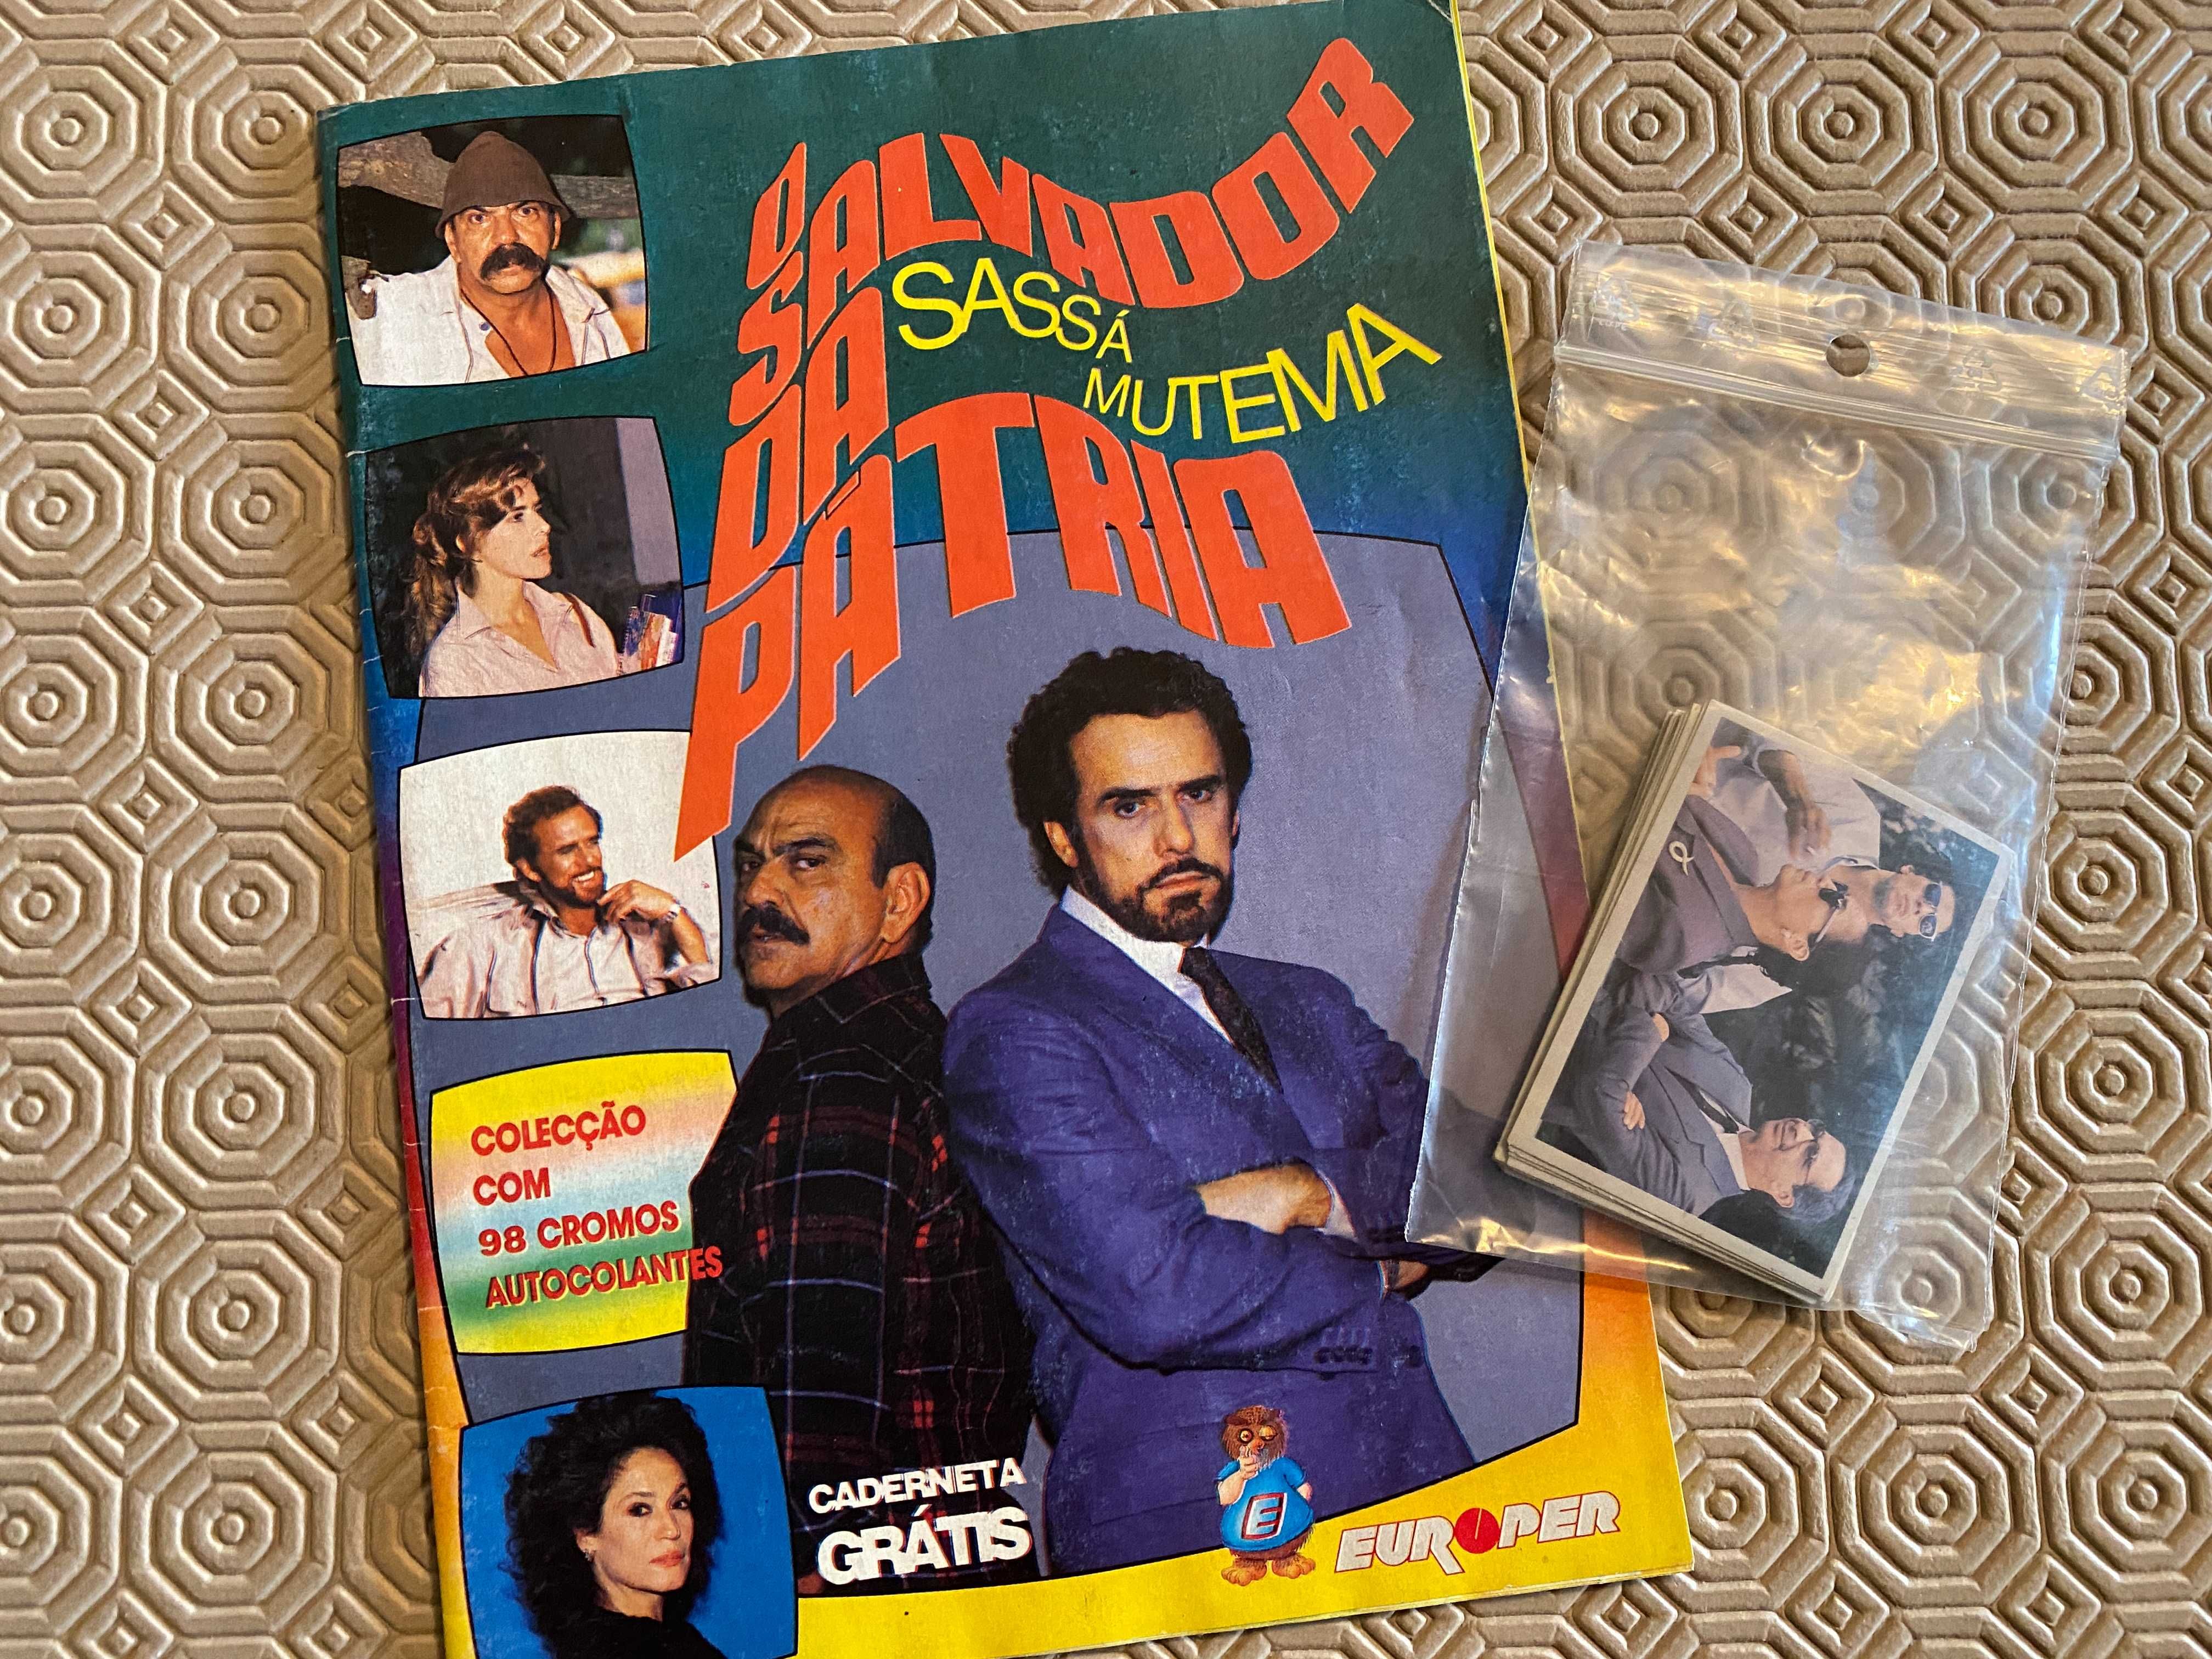 O SALVADOR
SASSÁ
MUTEMA
DA
PÁTRIA
COLECÇÃO
COM
98 CROMOS
AUTOCOLANTES
CADERNETA
GRÁTIS
E
EUROPER